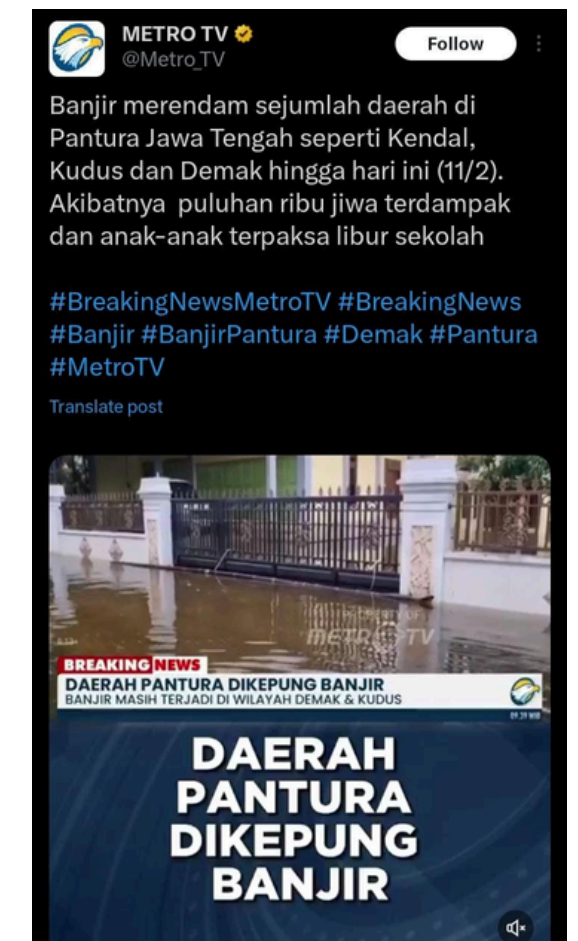 METRO TV
@Metro_TV
Follow
Banjir merendam sejumlah daerah di
Pantura Jawa Tengah seperti Kendal,
Kudus dan Demak hingga hari ini (11/2).
Akibatnya  puluhan ribu jiwa terdampak
dan anak-anak terpaksa libur sekolah
#BreakingNewsMetroTV #BreakingNews
#Banjir #BanjirPantura #Demak #Pantura
#MetroTV
Translate post
METRO TV
BREAKING NEWS
DAERAH PANTURA DIKEPUNG BANJIR
BANJIR MASIH TERJADI DI WILAYAH DEMAK & KUDUS
09.39 WIB
DAERAH
PANTURA
DIKEPUNG
BANJIR